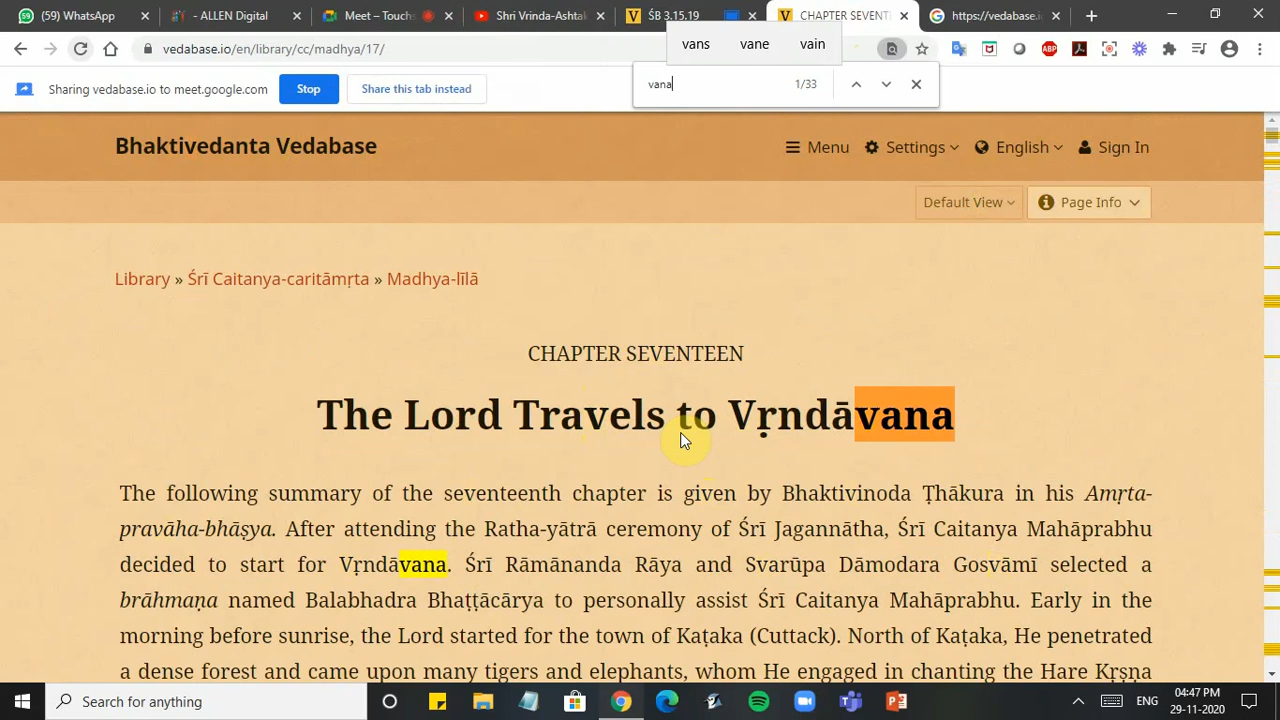 (59) WhatsApp
- ALLEN Digital
Meet – Touchs
Shri Vrinda-Ashtak
ŚB 3.15.19
CHAPTER SEVENTE
https://vedabase.i
vans vane vain
vedabase.io/en/library/cc/madhya/17/
vana 1/33
Sharing vedabase.io to meet.google.com
Stop
Share this tab instead
Bhaktivedanta Vedabase
Menu Settings English Sign In
Default View Page Info
Library » Śrī Caitanya-caritāmṛta » Madhya-līlā
CHAPTER SEVENTEEN
The Lord Travels to Vṛndāvana
The following summary of the seventeenth chapter is given by Bhaktivinoda Ṭhākura in his Amṛta-
pravāha-bhāṣya. After attending the Ratha-yātrā ceremony of Śrī Jagannātha, Śrī Caitanya Mahāprabhu
decided to start for Vṛndāvana. Śrī Rāmānanda Rāya and Svarūpa Dāmodara Gosvāmī selected a
brāhmaṇa named Balabhadra Bhaṭṭācārya to personally assist Śrī Caitanya Mahāprabhu. Early in the
morning before sunrise, the Lord started for the town of Kaṭaka (Cuttack). North of Kaṭaka, He penetrated
a dense forest and came upon many tigers and elephants, whom He engaged in chanting the Hare Kṛṣṇa
Search for anything
ENG
04:47 PM
29-11-2020